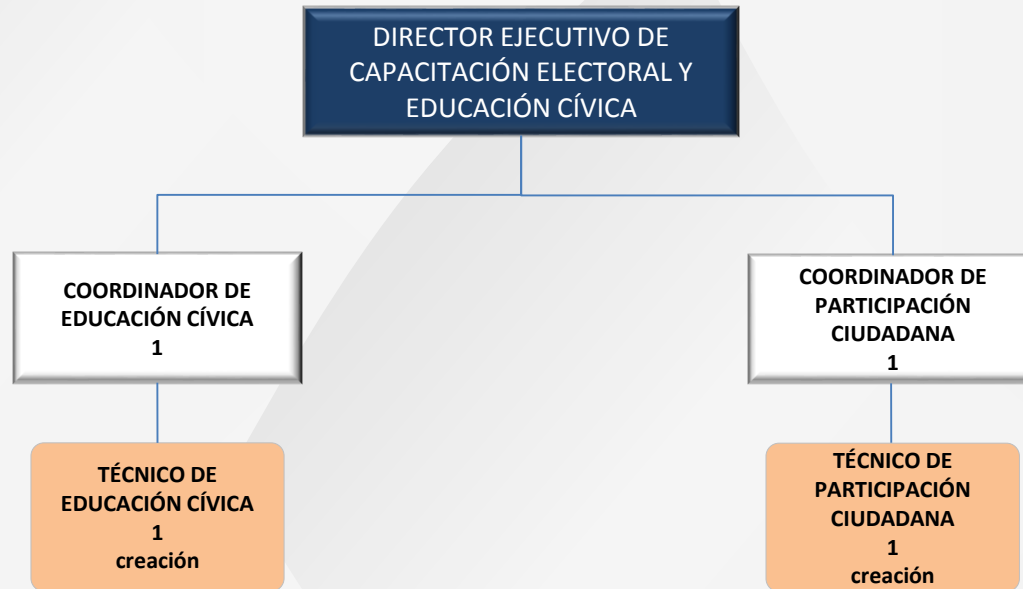 DIRECTOR EJECUTIVO DE
CAPACITACIÓN ELECTORAL Y
EDUCACIÓN CÍVICA
COORDINADOR DE
EDUCACIÓN CÍVICA
1
COORDINADOR DE
PARTICIPACIÓN
CIUDADANA
1
TÉCNICO DE
EDUCACIÓN CÍVICA
1
creación
TÉCNICO DE
PARTICIPACIÓN
CIUDADANA
1
creación